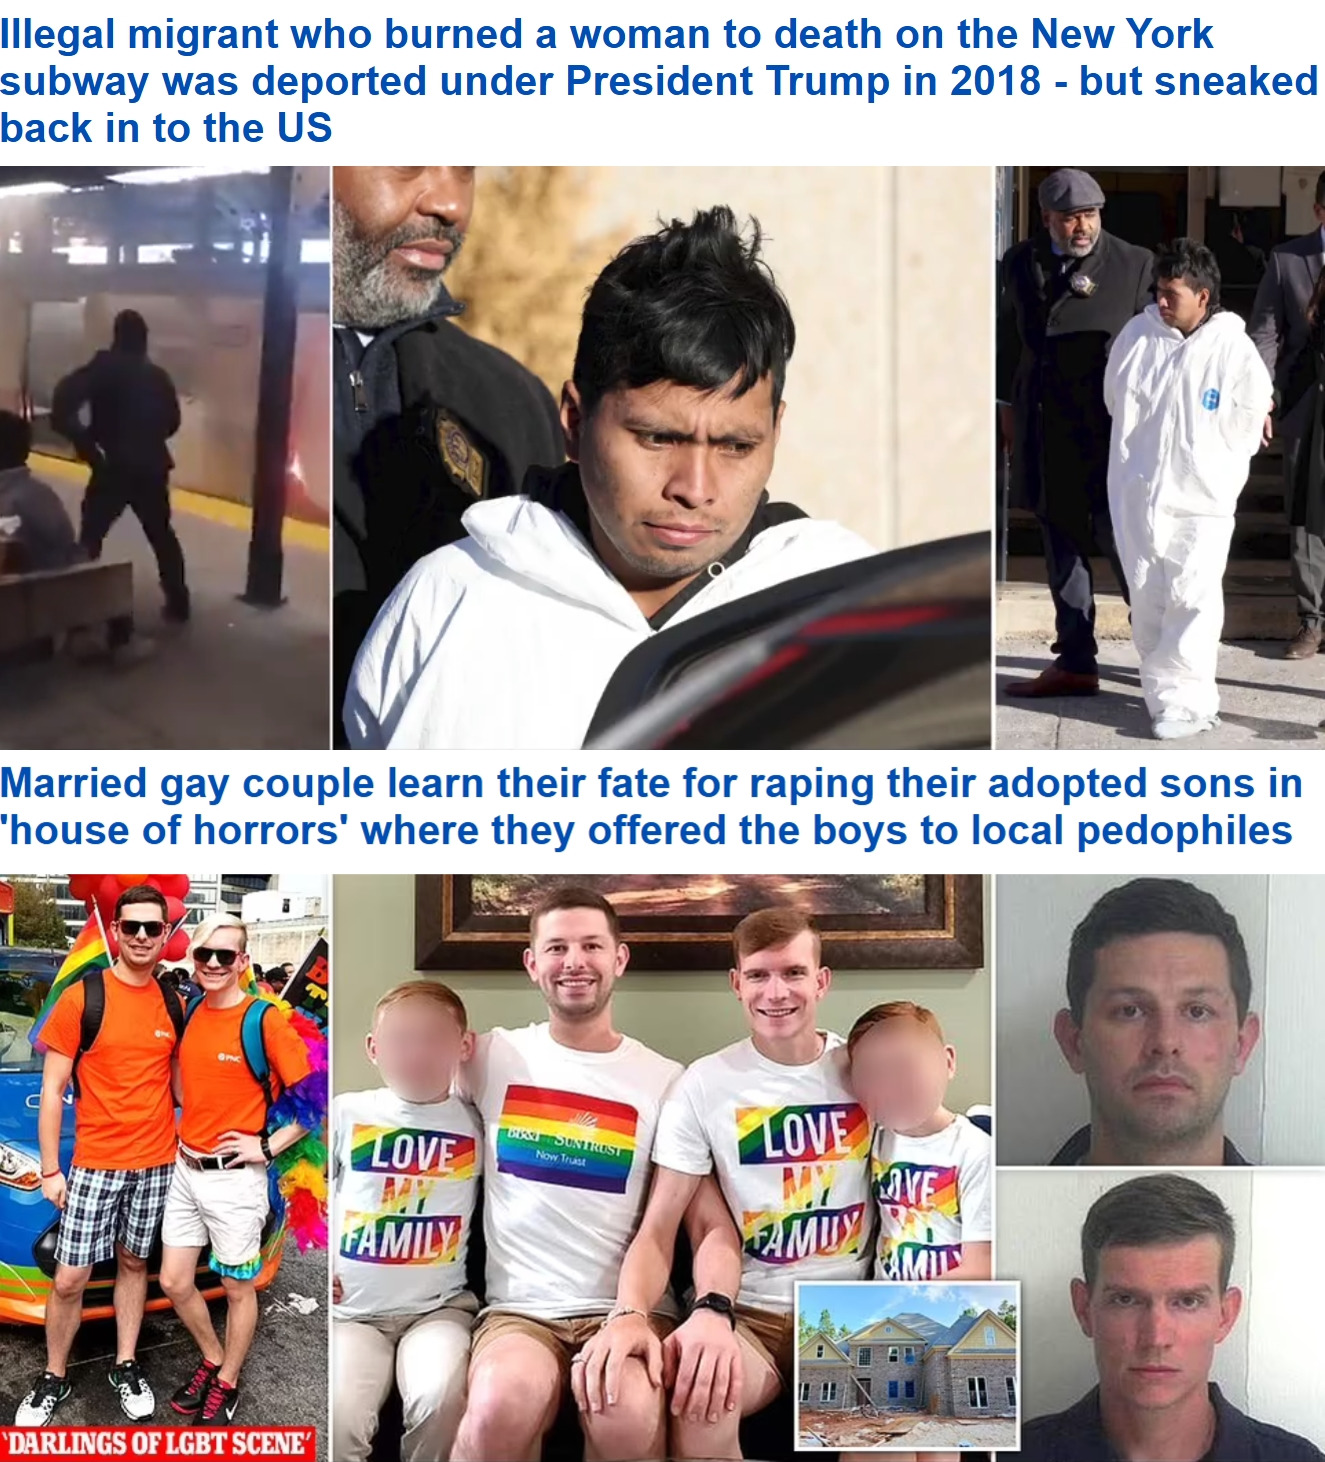 Illegal migrant who burned a woman to death on the New York
subway was deported under President Trump in 2018 - but sneaked
back in to the US
Married gay couple learn their fate for raping their adopted sons in
'house of horrors' where they offered the boys to local pedophiles
PNC
PNC
LOVE
MY
FAMILY
BB&T SUNTRUST
Now Truist
LOVE
MY
FAMILY
LOVE
MY
FAMILY
'DARLINGS OF LGBT SCENE'